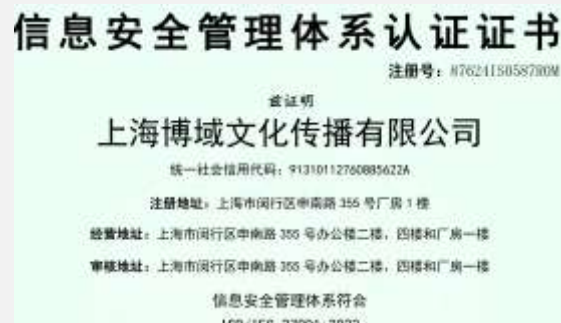 信息安全管理体系认证证书
注册号：
兹证明
上海博域文化传播有限公司
统一社会信用代码：91310112760885622A
注册地址：上海市闵行区申南路 355 号厂房 1 楼
经营地址：上海市闵行区申南路 355 号办公楼二楼，四楼和厂房一楼
审核地址：上海市闵行区申南路 355 号办公楼二楼，四楼和厂房一楼
信息安全管理体系符合